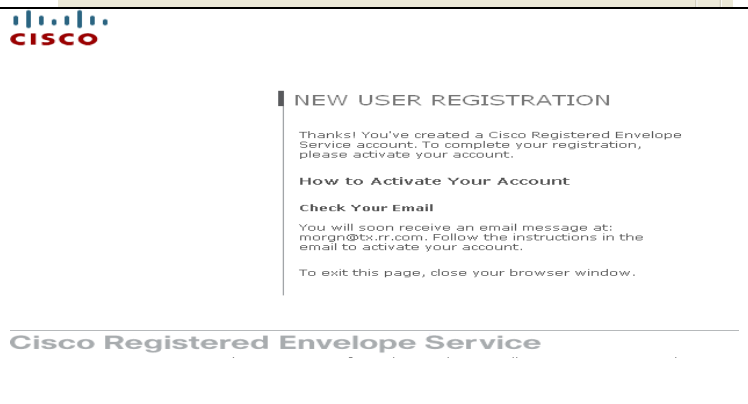 CISCO
NEW USER REGISTRATION
Thanks! You've created a Cisco Registered Envelope
Service account. To complete your registration,
please activate your account.
How to Activate Your Account
Check Your Email
You will soon receive an email message at:
morgn@tx.rr.com. Follow the instructions in the
email to activate your account.
To exit this page, close your browser window.
Cisco Registered Envelope Service